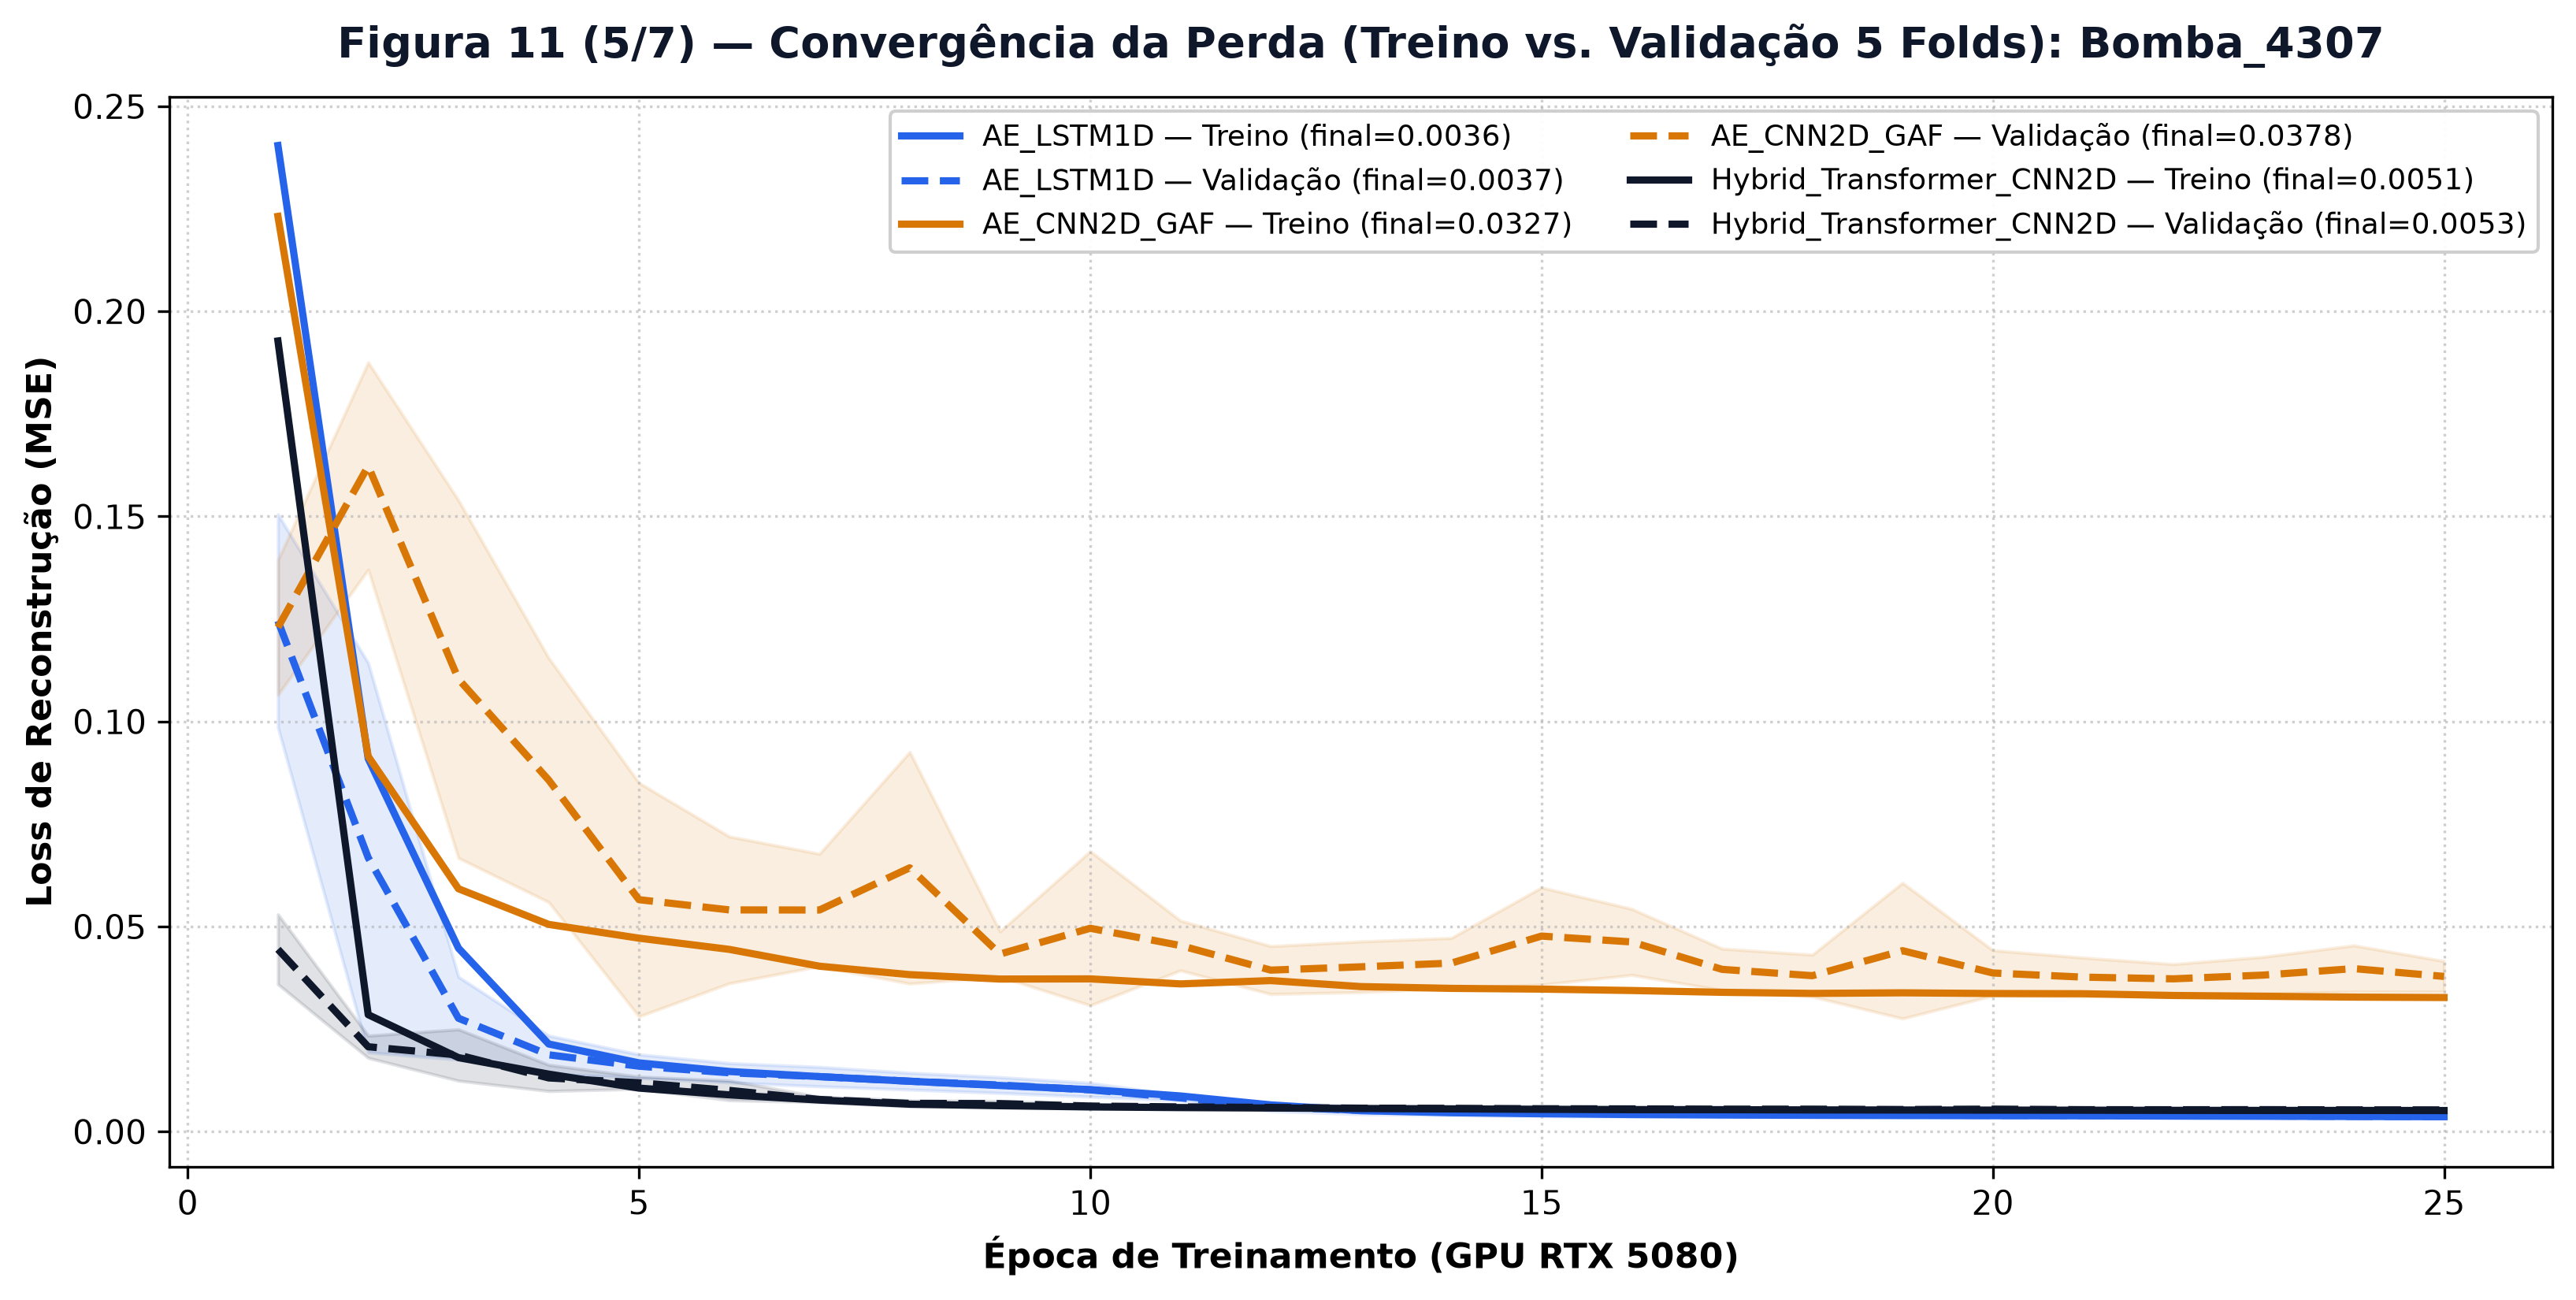 Figura 11 (5/7) — Convergência da Perda (Treino vs. Validação 5 Folds): Bomba_4307
AE_LSTM1D — Treino (final=0.0036)
AE_LSTM1D — Validação (final=0.0037)
AE_CNN2D_GAF — Treino (final=0.0327)
AE_CNN2D_GAF — Validação (final=0.0378)
Hybrid_Transformer_CNN2D — Treino (final=0.0051)
Hybrid_Transformer_CNN2D — Validação (final=0.0053)
Loss de Reconstrução (MSE)
0.25
0.20
0.15
0.10
0.05
0.00
0
5
10
15
20
25
Época de Treinamento (GPU RTX 5080)